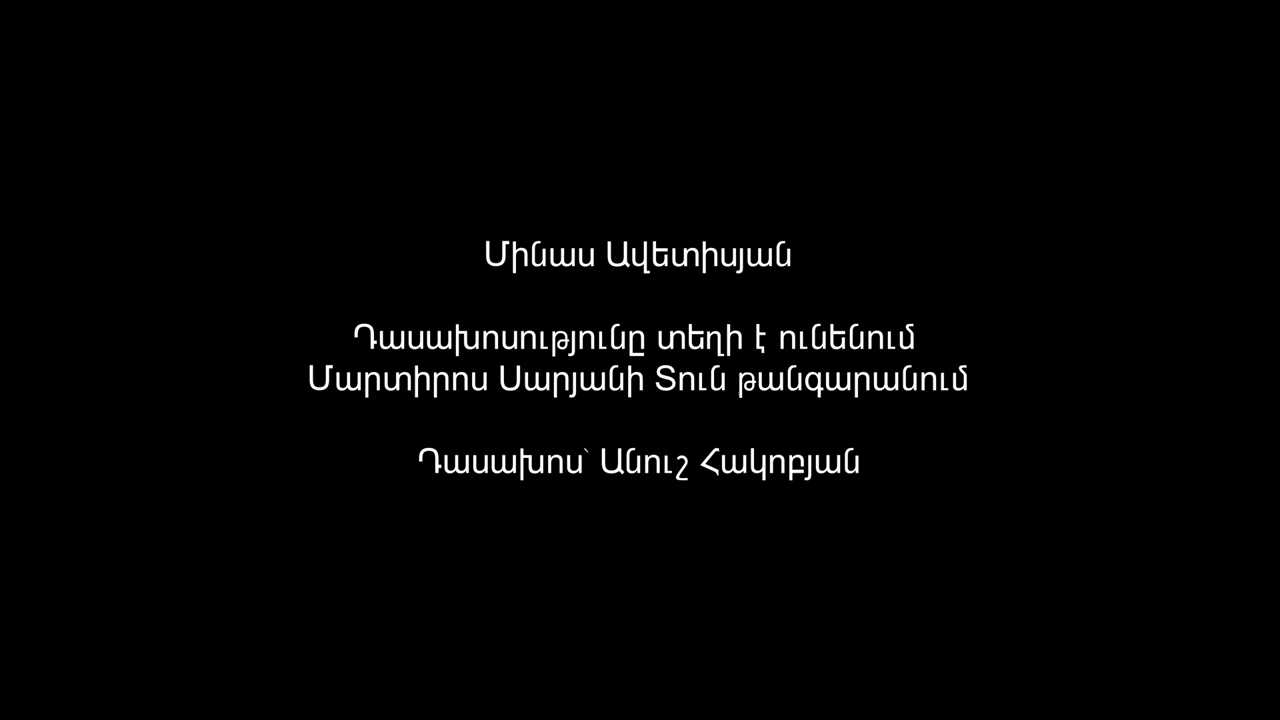 Մինաս Ավետիսյան
Դասախոսությունը տեղի է ունենում
Մարտիրոս Սարյանի Տուն թանգարանում
Դասախոս՝ Անուշ Հակոբյան